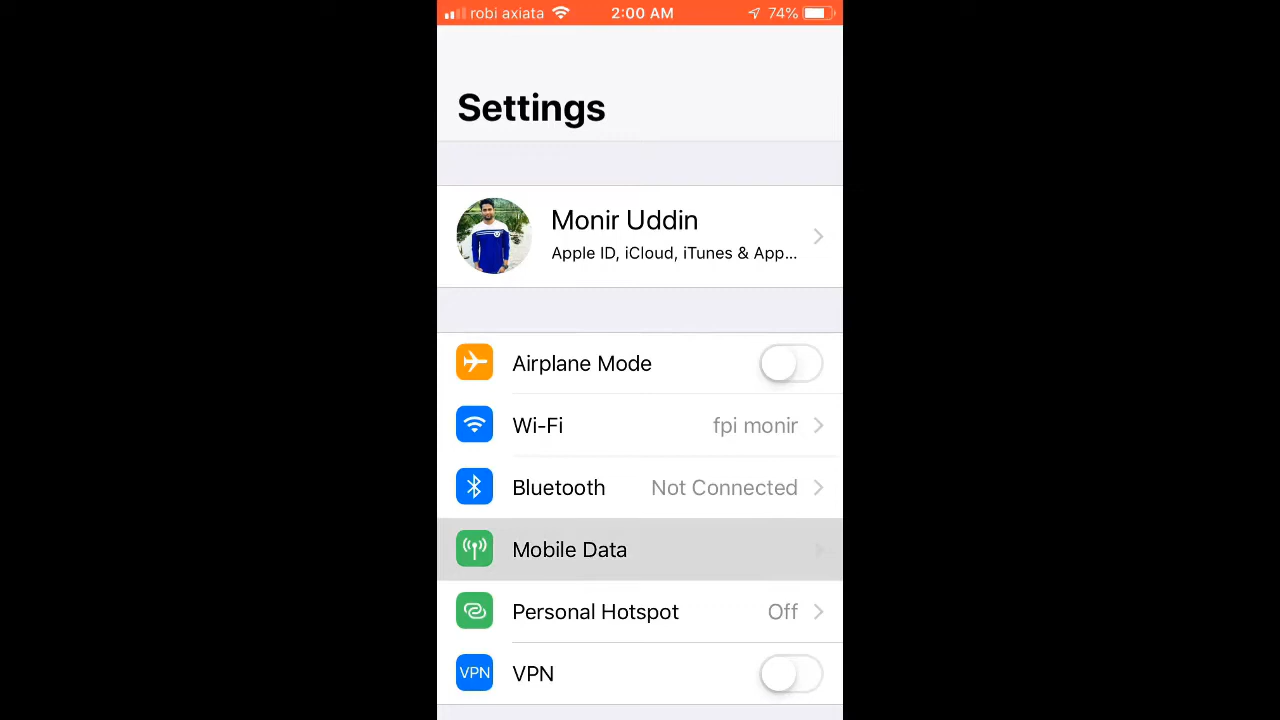 robi axiata 2:00 AM 74%
Settings
Monir Uddin
Apple ID, iCloud, iTunes & App...
Airplane Mode
Wi-Fi fpi monir
Bluetooth Not Connected
Mobile Data
Personal Hotspot Off
VPN VPN